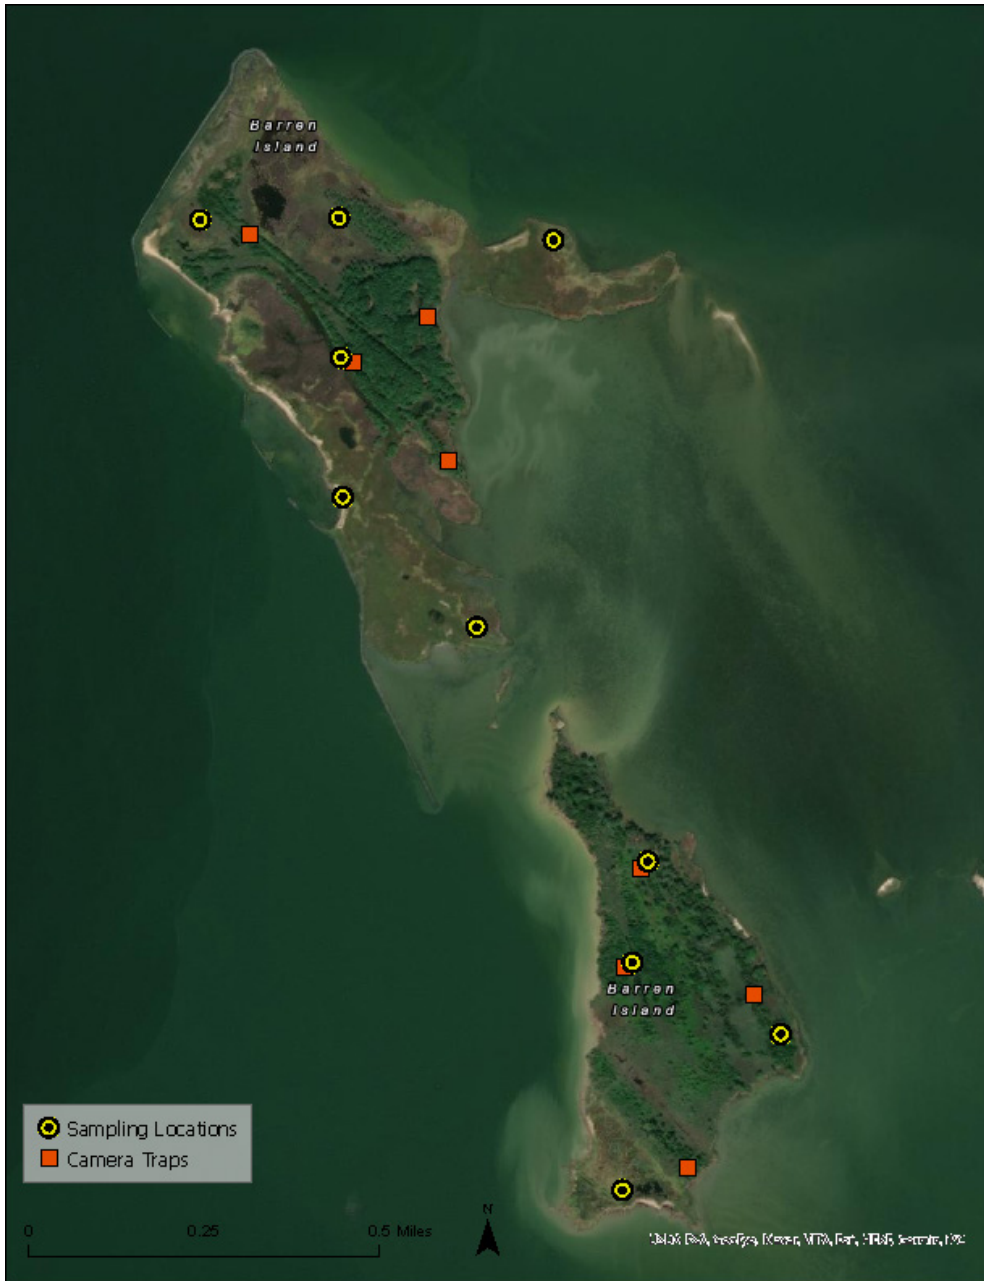 Barren
Island
Barren
Island
Sampling Locations
Camera Traps
N
0
0.25
0.5 Miles